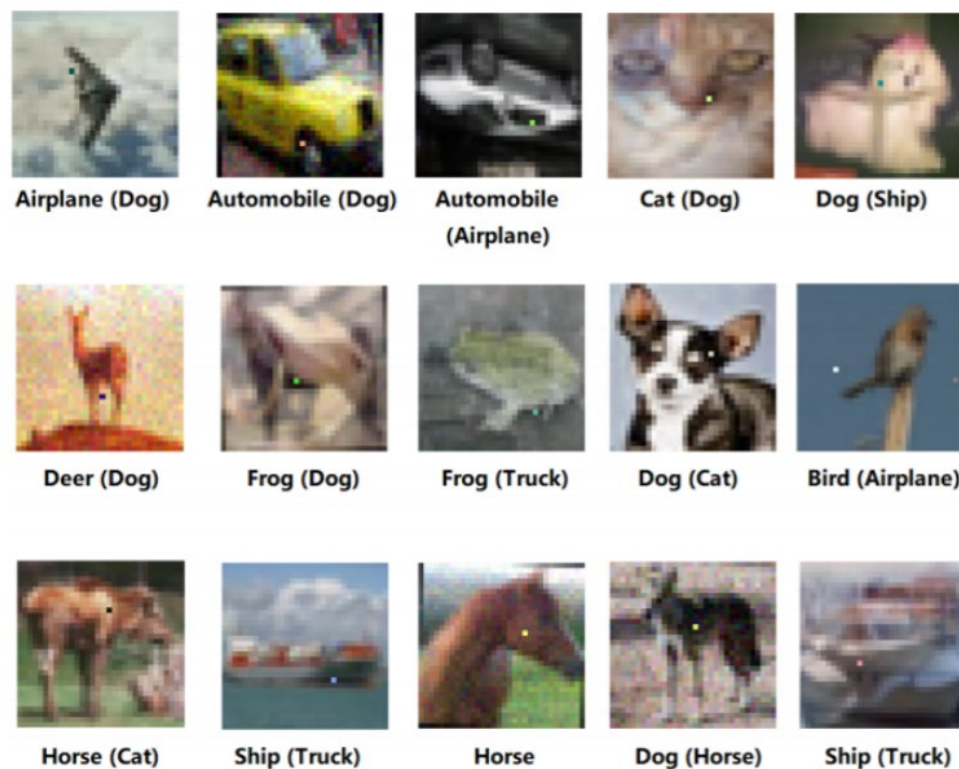 Airplane (Dog)
Automobile (Dog)
Automobile
(Airplane)
Cat (Dog)
Dog (Ship)
Deer (Dog)
Frog (Dog)
Frog (Truck)
Dog (Cat)
Bird (Airplane)
Horse (Cat)
Ship (Truck)
Horse
Dog (Horse)
Ship (Truck)